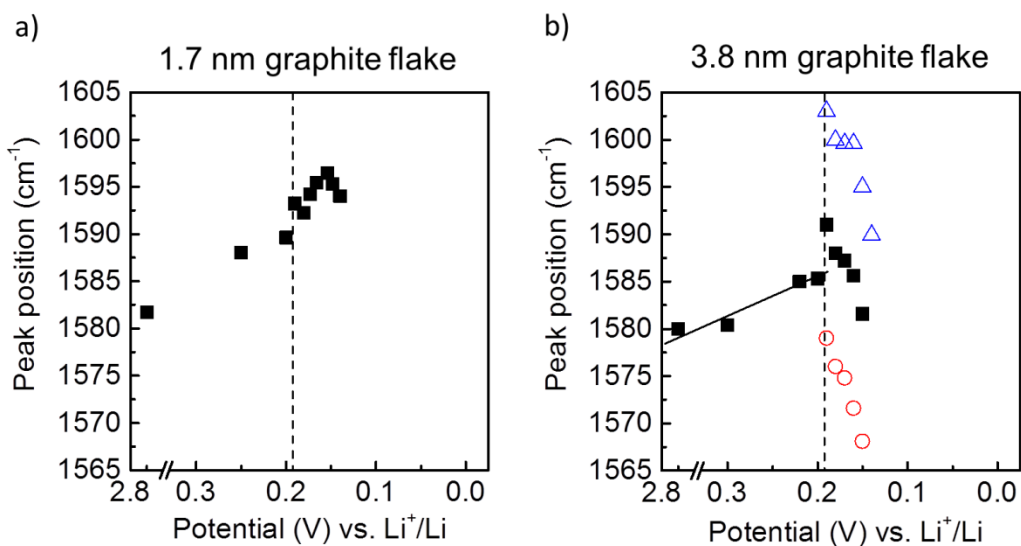 a)
1.7 nm graphite flake
Peak position (cm⁻¹)
1605
1600
1595
1590
1585
1580
1575
1570
1565
2.8 0.3 0.2 0.1 0.0
Potential (V) vs. Li⁺/Li
b)
3.8 nm graphite flake
Peak position (cm⁻¹)
1605
1600
1595
1590
1585
1580
1575
1570
1565
2.8 0.3 0.2 0.1 0.0
Potential (V) vs. Li⁺/Li